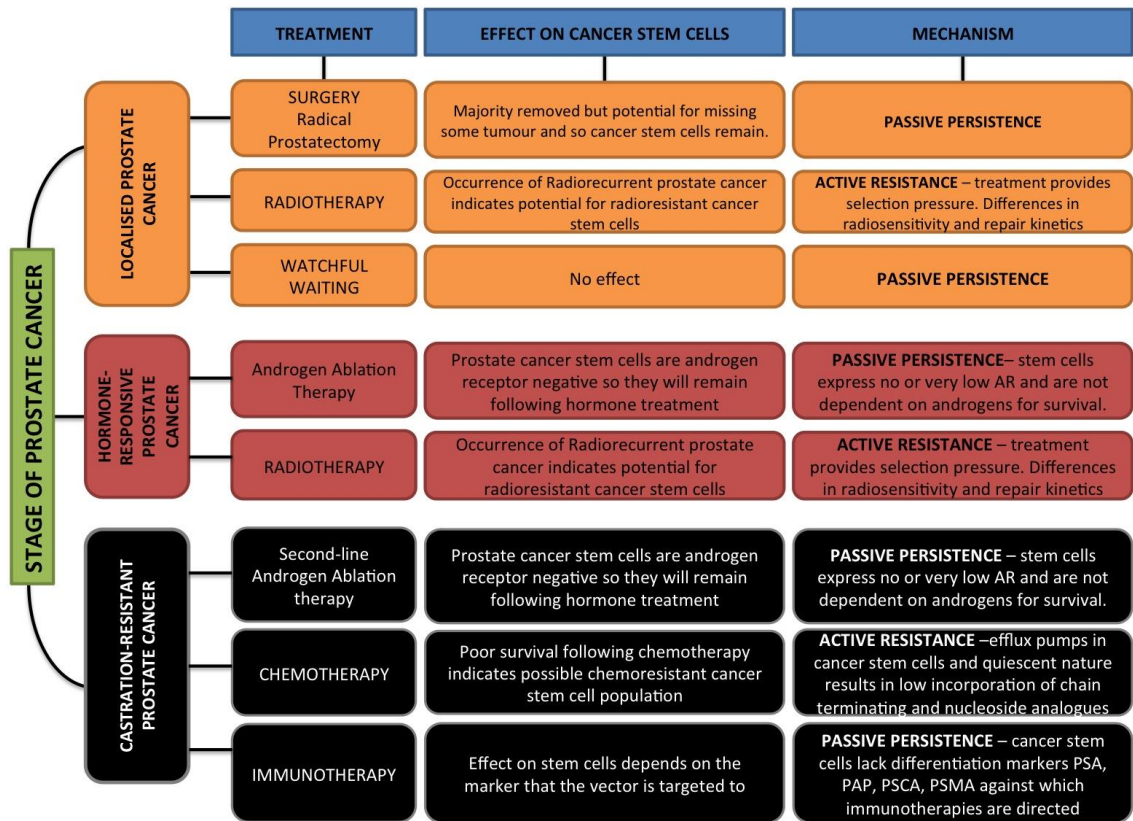 TREATMENT
EFFECT ON CANCER STEM CELLS
MECHANISM
STAGE OF PROSTATE CANCER
LOCALISED PROSTATE
CANCER
SURGERY
Radical
Prostatectomy
Majority removed but potential for missing
some tumour and so cancer stem cells remain.
PASSIVE PERSISTENCE
RADIOTHERAPY
Occurrence of Radiorecurrent prostate cancer
indicates potential for radioresistant cancer
stem cells
ACTIVE RESISTANCE – treatment provides
selection pressure. Differences in
radiosensitivity and repair kinetics
WATCHFUL
WAITING
No effect
PASSIVE PERSISTENCE
HORMONE-
RESPONSIVE
PROSTATE
CANCER
Androgen Ablation
Therapy
Prostate cancer stem cells are androgen
receptor negative so they will remain
following hormone treatment
PASSIVE PERSISTENCE– stem cells
express no or very low AR and are not
dependent on androgens for survival.
RADIOTHERAPY
Occurrence of Radiorecurrent prostate
cancer indicates potential for
radioresistant cancer stem cells
ACTIVE RESISTANCE – treatment
provides selection pressure. Differences
in radiosensitivity and repair kinetics
CASTRATION-RESISTANT
PROSTATE CANCER
Second-line
Androgen Ablation
therapy
Prostate cancer stem cells are androgen
receptor negative so they will remain
following hormone treatment
PASSIVE PERSISTENCE – stem cells
express no or very low AR and are not
dependent on androgens for survival.
CHEMOTHERAPY
Poor survival following chemotherapy
indicates possible chemoresistant cancer
stem cell population
ACTIVE RESISTANCE –efflux pumps in
cancer stem cells and quiescent nature
results in low incorporation of chain
terminating and nucleoside analogues
IMMUNOTHERAPY
Effect on stem cells depends on the
marker that the vector is targeted to
PASSIVE PERSISTENCE – cancer stem
cells lack differentiation markers PSA,
PAP, PSCA, PSMA against which
immunotherapies are directed